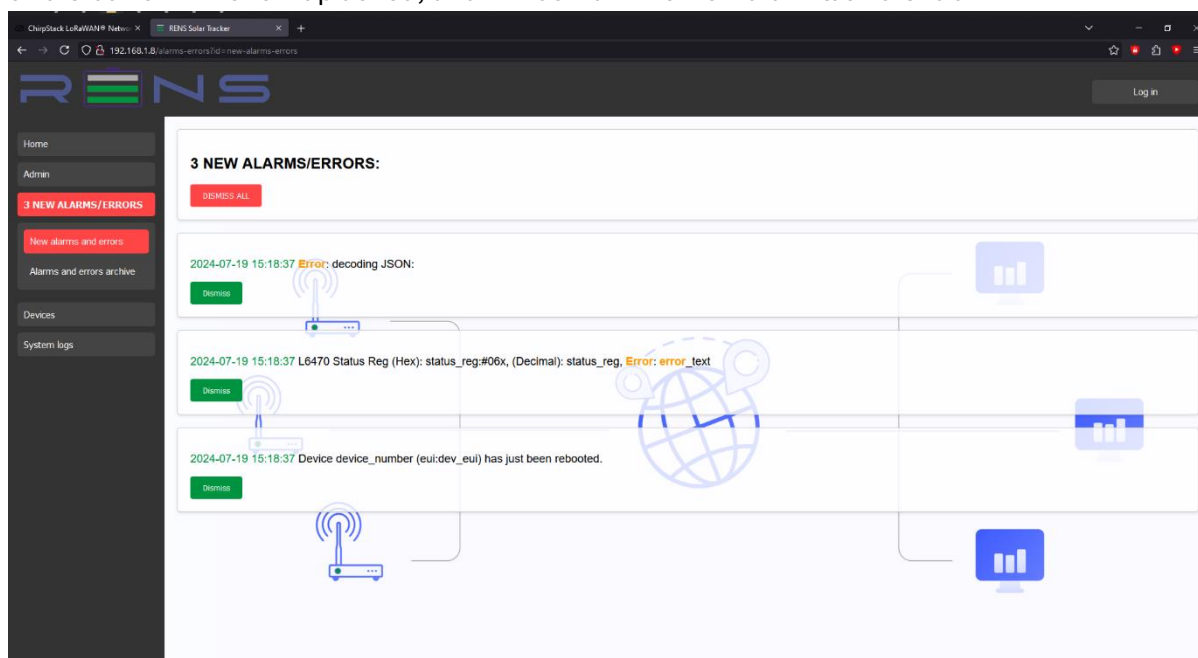 ChirpStack LoRaWAN® Networ
RENS Solar Tracker
192.168.1.8/alarms-errors?id=new-alarms-errors
RENS
Log in
Home
Admin
3 NEW ALARMS/ERRORS
New alarms and errors
Alarms and errors archive
Devices
System logs
3 NEW ALARMS/ERRORS:
DISMISS ALL
2024-07-19 15:18:37 Error: decoding JSON:
Dismiss
2024-07-19 15:18:37 L6470 Status Reg (Hex): status_reg:#06x, (Decimal): status_reg, Error: error_text
Dismiss
2024-07-19 15:18:37 Device device_number (eui:dev_eui) has just been rebooted.
Dismiss